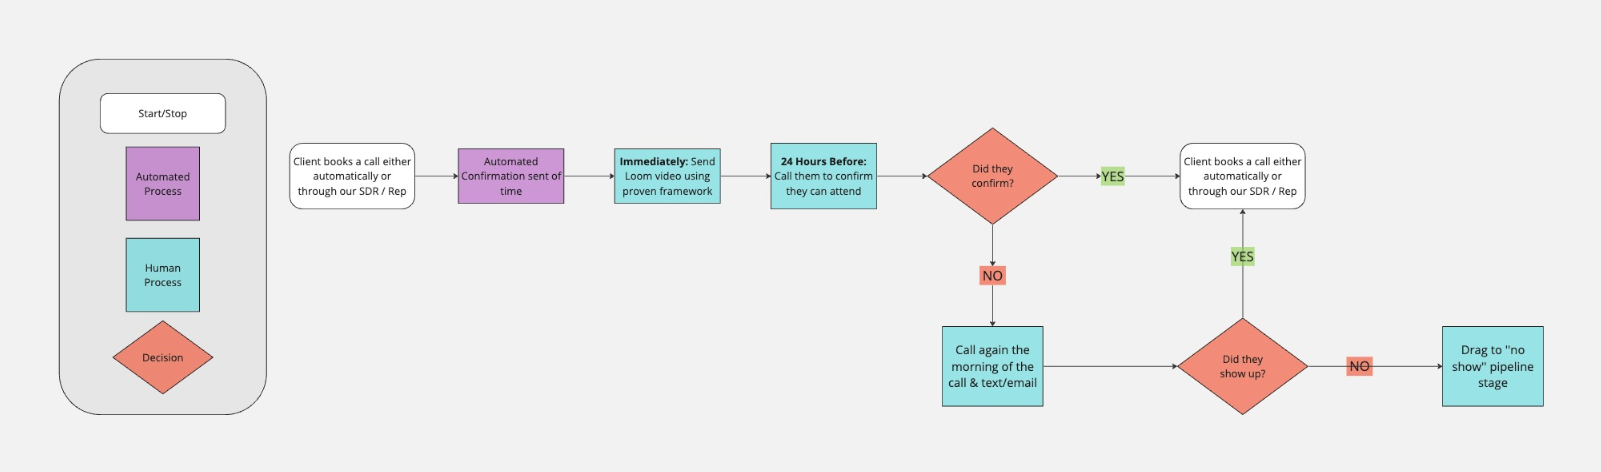 Start/Stop
Automated
Process
Human
Process
Decision
Client books a call either
automatically or
through our SDR / Rep
Automated
Confirmation sent of
time
Immediately: Send
Loom video using
proven framework
24 Hours Before:
Call them to confirm
they can attend
Did they
confirm?
YES
Client books a call either
automatically or
through our SDR / Rep
NO
YES
Call again the
morning of the
call & text/email
Did they
show up?
NO
Drag to "no
show" pipeline
stage